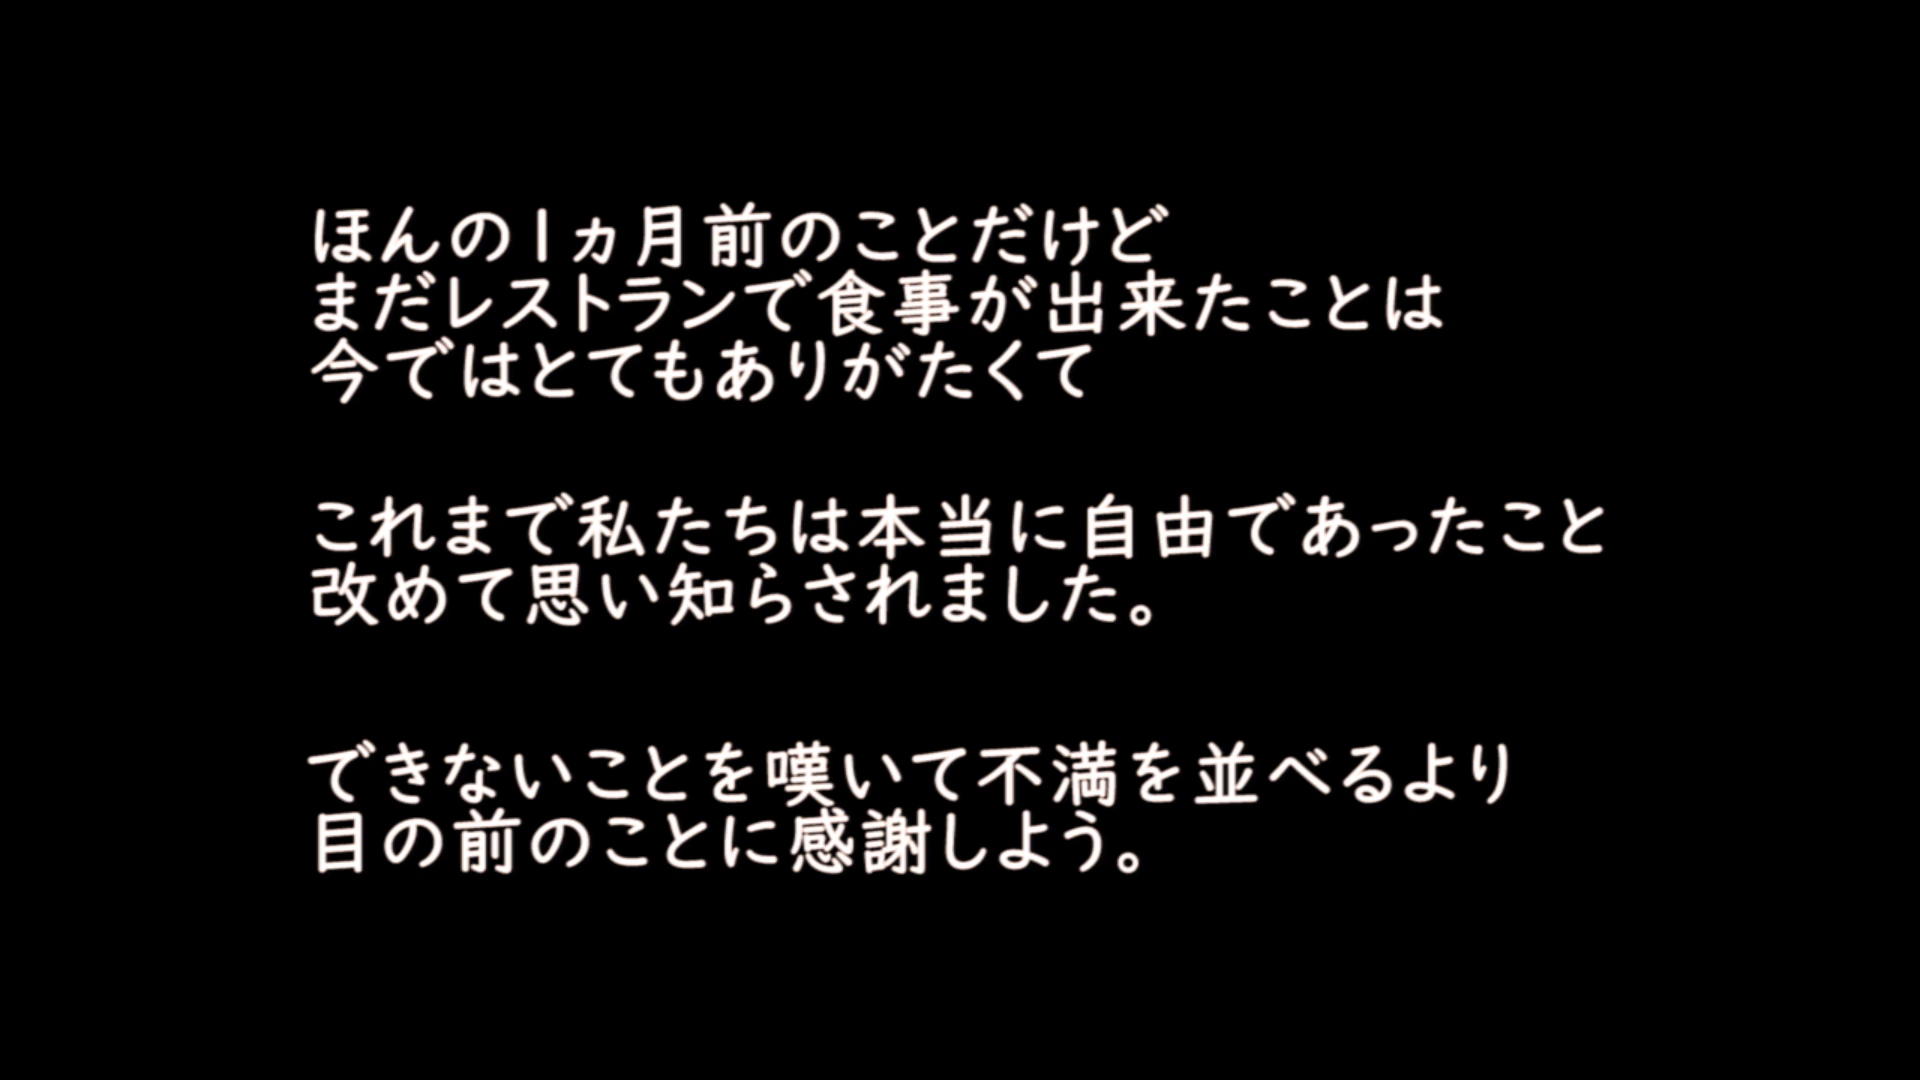 ほんの1ヵ月前のことだけど
まだレストランで食事が出来たことは
今ではとてもありがたくて
これまで私たちは本当に自由であったこと
改めて思い知らされました。
できないことを嘆いて不満を並べるより
目の前のことに感謝しよう。